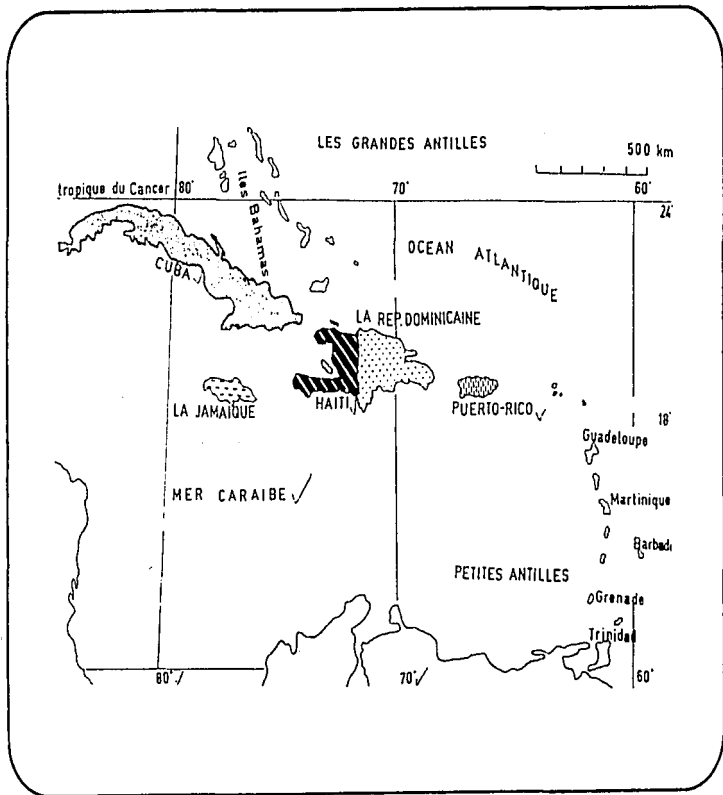 LES GRANDES ANTILLES
500 km
tropique du Cancer
80°
70°
60°
24°
Iles Bahamas
OCEAN ATLANTIQUE
CUBA
LA REP. DOMINICAINE
LA JAMAIQUE
HAITI
PUERTO-RICO
18°
Guadeloupe
MER CARAIBE
Martinique
Barbad
PETITES ANTILLES
Grenade
Trinidad
80°
70°
60°